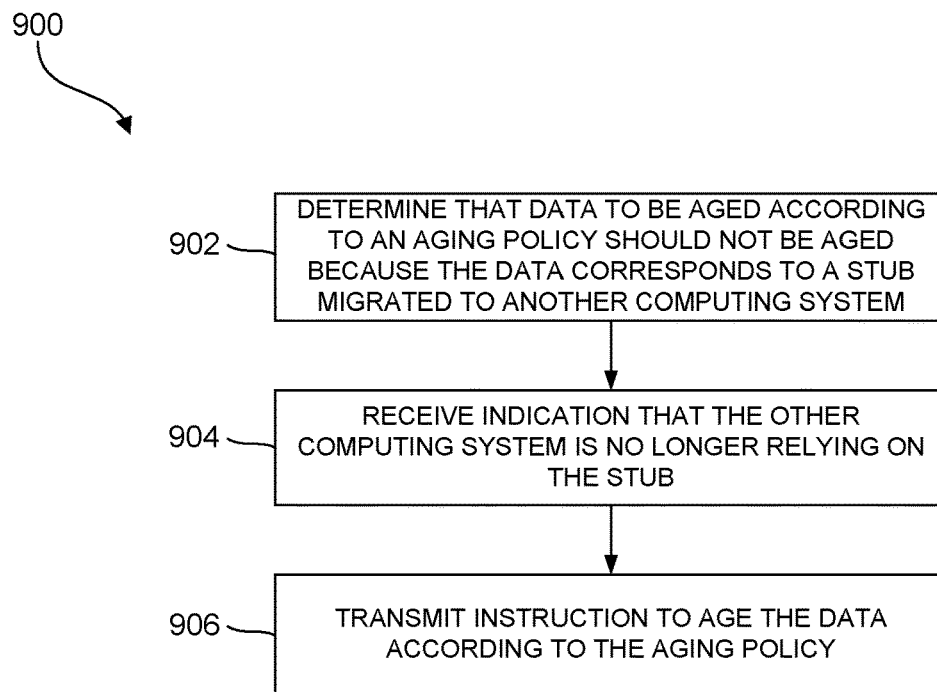 900
902
DETERMINE THAT DATA TO BE AGED ACCORDING
TO AN AGING POLICY SHOULD NOT BE AGED
BECAUSE THE DATA CORRESPONDS TO A STUB
MIGRATED TO ANOTHER COMPUTING SYSTEM
904
RECEIVE INDICATION THAT THE OTHER
COMPUTING SYSTEM IS NO LONGER RELYING ON
THE STUB
906
TRANSMIT INSTRUCTION TO AGE THE DATA
ACCORDING TO THE AGING POLICY